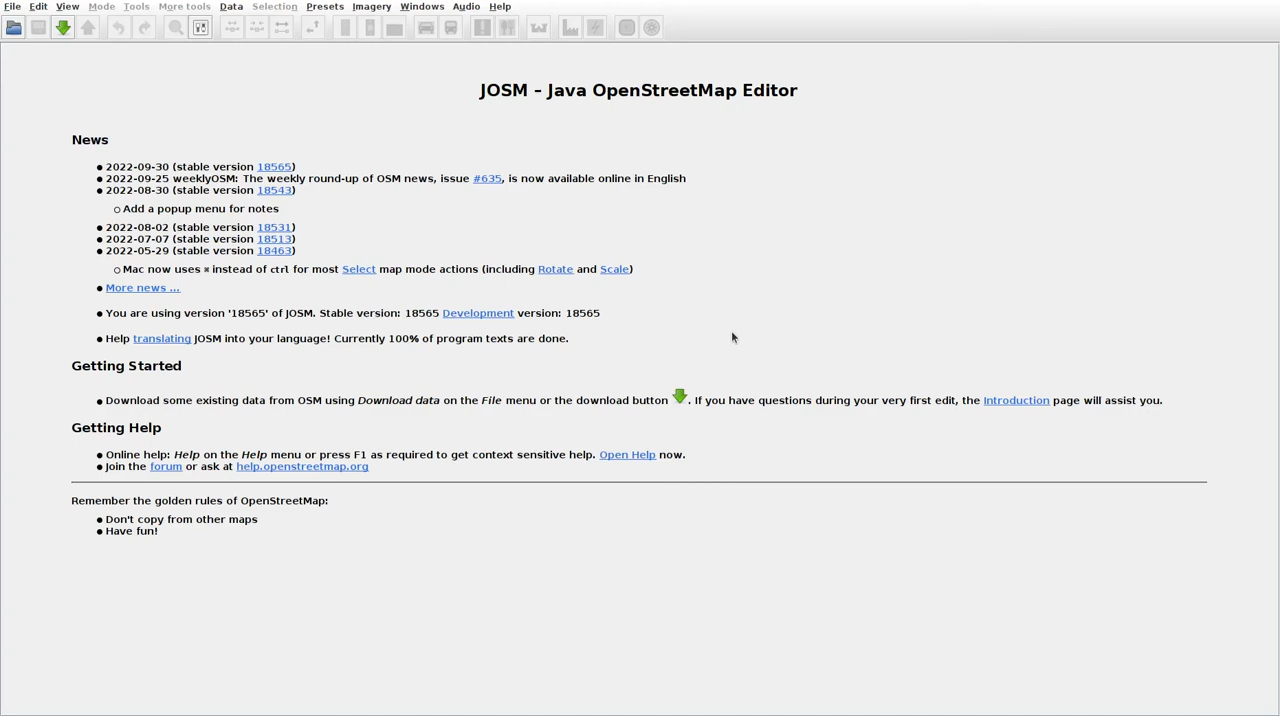 File Edit View Mode Tools More tools Data Selection Presets Imagery Windows Audio Help
JOSM – Java OpenStreetMap Editor
News
2022-09-30 (stable version 18565)
2022-09-25 weeklyOSM: The weekly round-up of OSM news, issue #635, is now available online in English
2022-08-30 (stable version 18543)
Add a popup menu for notes
2022-08-02 (stable version 18531)
2022-07-07 (stable version 18513)
2022-05-29 (stable version 18463)
Mac now uses ⌘ instead of ctrl for most Select map mode actions (including Rotate and Scale)
More news ...
You are using version '18565' of JOSM. Stable version: 18565 Development version: 18565
Help translating JOSM into your language! Currently 100% of program texts are done.
Getting Started
Download some existing data from OSM using Download data on the File menu or the download button . If you have questions during your very first edit, the Introduction page will assist you.
Getting Help
Online help: Help on the Help menu or press F1 as required to get context sensitive help. Open Help now.
Join the forum or ask at help.openstreetmap.org
Remember the golden rules of OpenStreetMap:
Don't copy from other maps
Have fun!